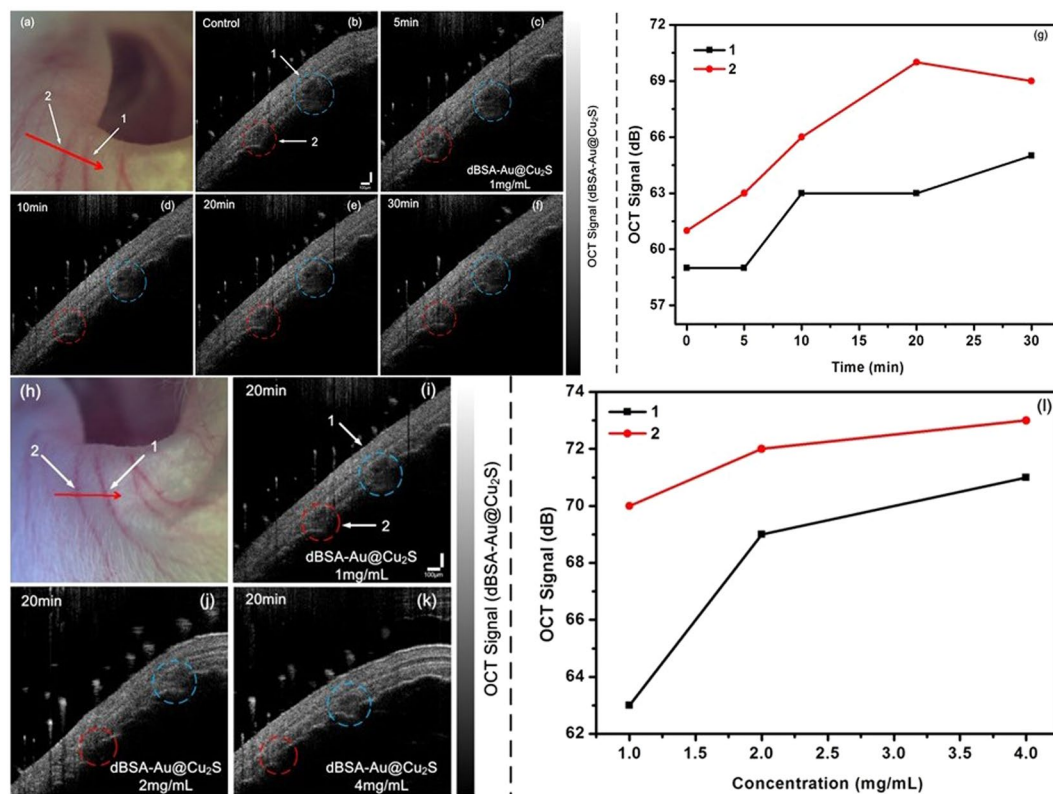 (a)
2
1
Control
(b)
1
2
100μm
5min
(c)
dBSA-Au@Cu₂S
1mg/mL
10min
(d)
20min
(e)
30min
(f)
OCT Signal (dBSA-Au@Cu₂S)
(g)
1
2
72
69
66
63
60
57
OCT Signal (dB)
0 5 10 15 20 25 30
Time (min)
(h)
2
1
20min
(i)
1
2
dBSA-Au@Cu₂S
1mg/mL
100μm
20min
(j)
dBSA-Au@Cu₂S
2mg/mL
20min
(k)
dBSA-Au@Cu₂S
4mg/mL
OCT Signal (dBSA-Au@Cu₂S)
(l)
1
2
74
72
70
68
66
64
62
OCT Signal (dB)
1.0 1.5 2.0 2.5 3.0 3.5 4.0
Concentration (mg/mL)